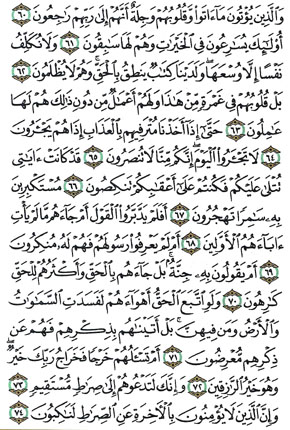 وَالَّذِينَ يُؤْتُونَ مَا ءَاتَوا۟ وَّقُلُوبُهُمْ وَجِلَةٌ أَنَّهُمْ إِلَىٰ رَبِّهِمْ رَٰجِعُونَ ﴿٦٠﴾
أُو۟لَٰٓئِكَ يُسَٰرِعُونَ فِى الْخَيْرَٰتِ وَهُمْ لَهَا سَٰبِقُونَ ﴿٦١﴾ وَلَا نُكَلِّفُ
نَفْسًا إِلَّا وُسْعَهَا ۖ وَلَدَيْنَا كِتَٰبٌ يَنطِقُ بِالْحَقِّ ۚ وَهُمْ لَا يُظْلَمُونَ ﴿٦٢﴾
بَلْ قُلُوبُهُمْ فِى غَمْرَةٍ مِّنْ هَٰذَا وَلَهُمْ أَعْمَٰلٌ مِّن دُونِ ذَٰلِكَ هُمْ لَهَا
عَٰمِلُونَ ﴿٦٣﴾ حَتَّىٰٓ إِذَآ أَخَذْنَا مُتْرَفِيهِم بِالْعَذَابِ إِذَا هُمْ يَجْـَٔرُونَ
﴿٦٤﴾ لَا تَجْـَٔرُوا۟ الْيَوْمَ ۖ إِنَّكُم مِّنَّا لَا تُنصَرُونَ ﴿٦٥﴾ قَدْ كَانَتْ ءَايَٰتِى
تُتْلَىٰ عَلَيْكُمْ فَكُنتُمْ عَلَىٰٓ أَعْقَٰبِكُمْ تَنكِصُونَ ﴿٦٦﴾ مُسْتَكْبِرِينَ
بِهِۦ سَٰمِرًا تَهْجُرُونَ ﴿٦٧﴾ أَفَلَمْ يَدَّبَّرُوا۟ الْقَوْلَ أَمْ جَآءَهُم مَّا لَمْ يَأْتِ
ءَابَآءَهُمُ الْأَوَّلِينَ ﴿٦٨﴾ أَمْ لَمْ يَعْرِفُوا۟ رَسُولَهُمْ فَهُمْ لَهُۥ مُنكِرُونَ
﴿٦٩﴾ أَمْ يَقُولُونَ بِهِۦ جِنَّةٌۢ ۚ بَلْ جَآءَهُم بِالْحَقِّ وَأَكْثَرُهُمْ لِلْحَقِّ
كَٰرِهُونَ ﴿٧٠﴾ وَلَوِ اتَّبَعَ الْحَقُّ أَهْوَآءَهُمْ لَفَسَدَتِ السَّمَٰوَٰتُ
وَالْأَرْضُ وَمَن فِيهِنَّ ۚ بَلْ أَتَيْنَٰهُم بِذِكْرِهِمْ فَهُمْ عَن
ذِكْرِهِم مُّعْرِضُونَ ﴿٧١﴾ أَمْ تَسْـَٔلُهُمْ خَرْجًا فَخَرَاجُ رَبِّكَ خَيْرٌ ۖ
وَهُوَ خَيْرُ الرَّٰزِقِينَ ﴿٧٢﴾ وَإِنَّكَ لَتَدْعُوهُمْ إِلَىٰ صِرَٰطٍ مُّسْتَقِيمٍ ﴿٧٣﴾
وَإِنَّ الَّذِينَ لَا يُؤْمِنُونَ بِالْءَاخِرَةِ عَنِ الصِّرَٰطِ لَنَٰكِبُونَ ﴿٧٤﴾